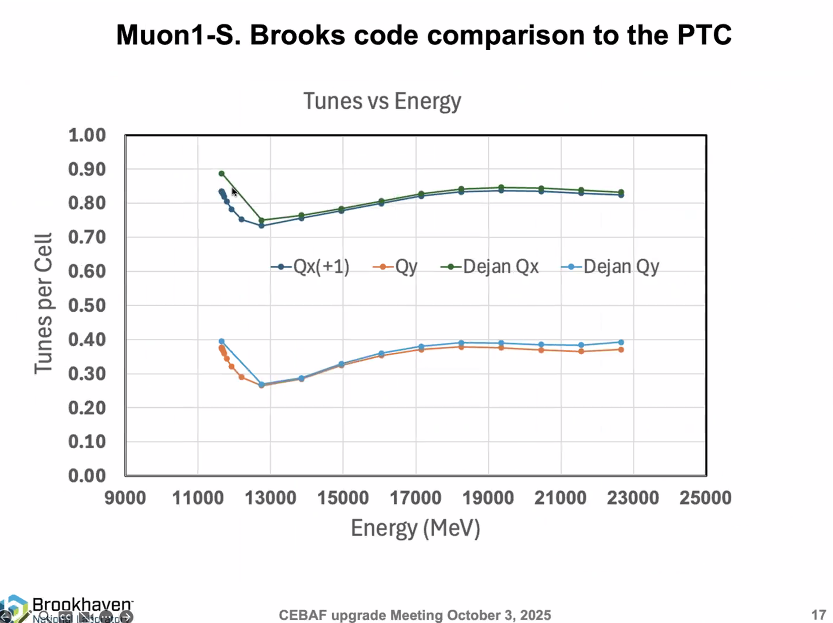 Muon1-S. Brooks code comparison to the PTC
Tunes vs Energy
1.00
0.90
0.80
0.70
0.60
0.50
0.40
0.30
0.20
0.10
0.00
Tunes per Cell
Qx(+1) Qy Dejan Qx Dejan Qy
9000 11000 13000 15000 17000 19000 21000 23000 25000
Energy (MeV)
Brookhaven
CEBAF upgrade Meeting October 3, 2025
17